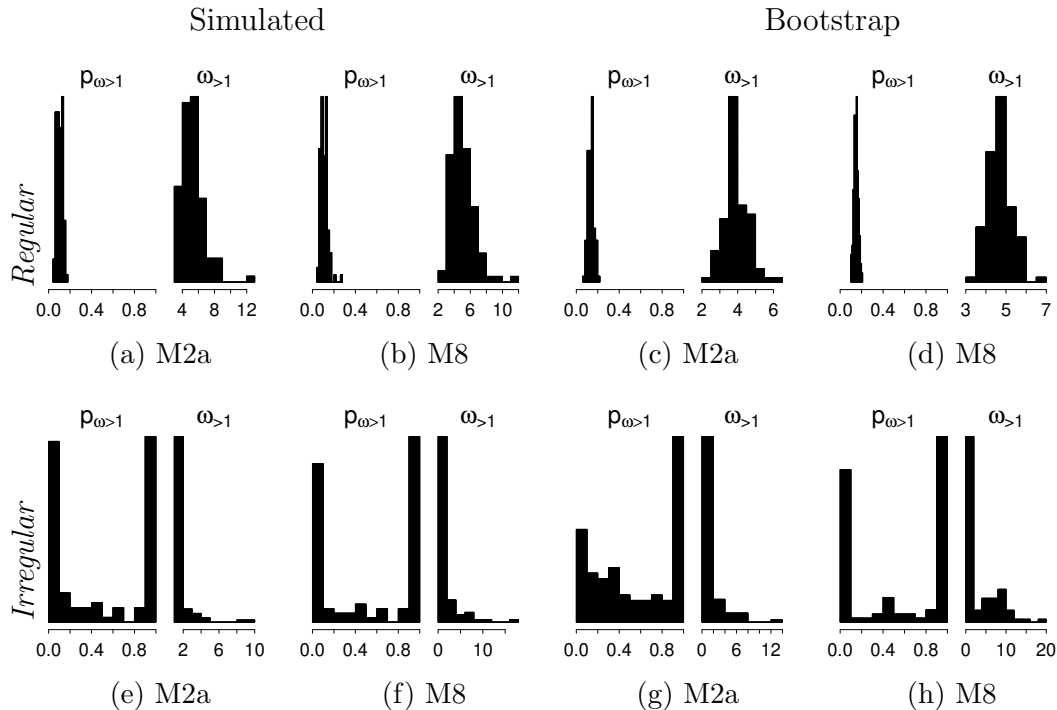 Simulated Bootstrap
pω>1 ω>1 pω>1 ω>1 pω>1 ω>1 pω>1 ω>1
Regular
0.0 0.4 0.8 4 8 12 0.0 0.4 0.8 2 4 6 8 12 0.0 0.4 0.8 2 4 6 0.0 0.4 0.8 3 4 5 6 7
(a) M2a (b) M8 (c) M2a (d) M8
pω>1 ω>1 pω>1 ω>1 pω>1 ω>1 pω>1 ω>1
Irregular
0.0 0.4 0.8 2 6 10 0.0 0.4 0.8 0 10 0.0 0.4 0.8 0 6 12 0.0 0.4 0.8 0 10 20
(e) M2a (f) M8 (g) M2a (h) M8